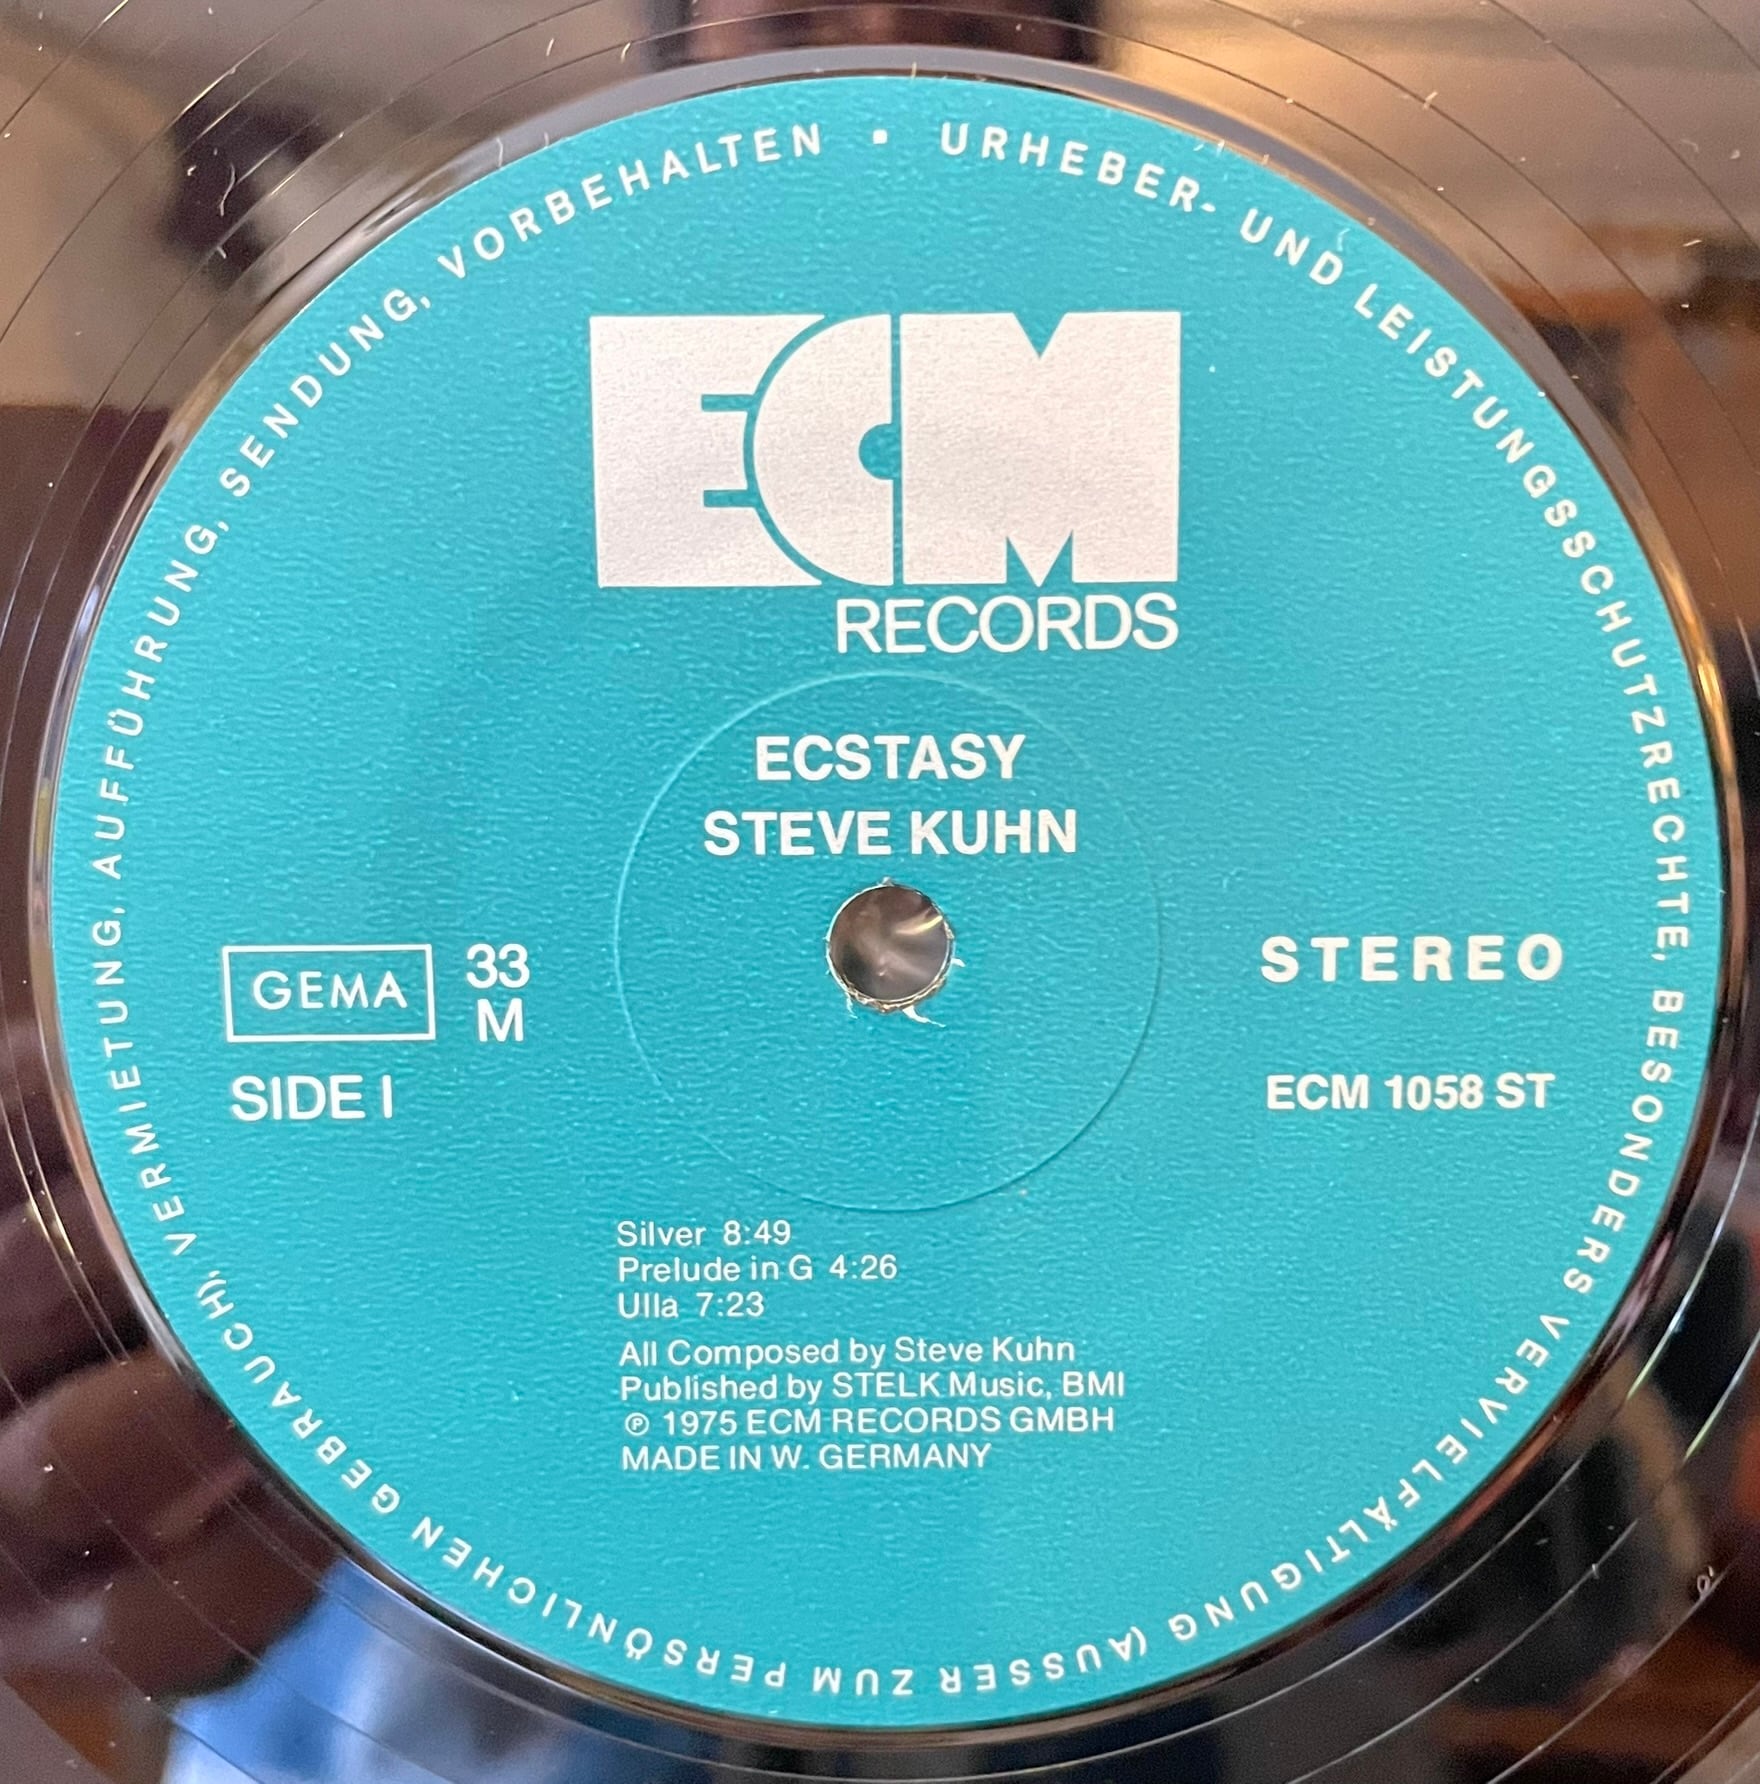 URHEBER- UND LEISTUNGSSCHUTZRECHTE, BESONDERS VERVIELFÄLTIGUNG (AUSSER ZUM PERSÖNLICHEN GEBRAUCH), VERMIETUNG, AUFFÜHRUNG, SENDUNG, VORBEHALTEN •
ECM
RECORDS
ECSTASY
STEVE KUHN
GEMA
33
M
SIDE I
STEREO
ECM 1058 ST
Silver 8:49
Prelude in G 4:26
Ulla 7:23
All Composed by Steve Kuhn
Published by STELK Music, BMI
℗ 1975 ECM RECORDS GMBH
MADE IN W. GERMANY